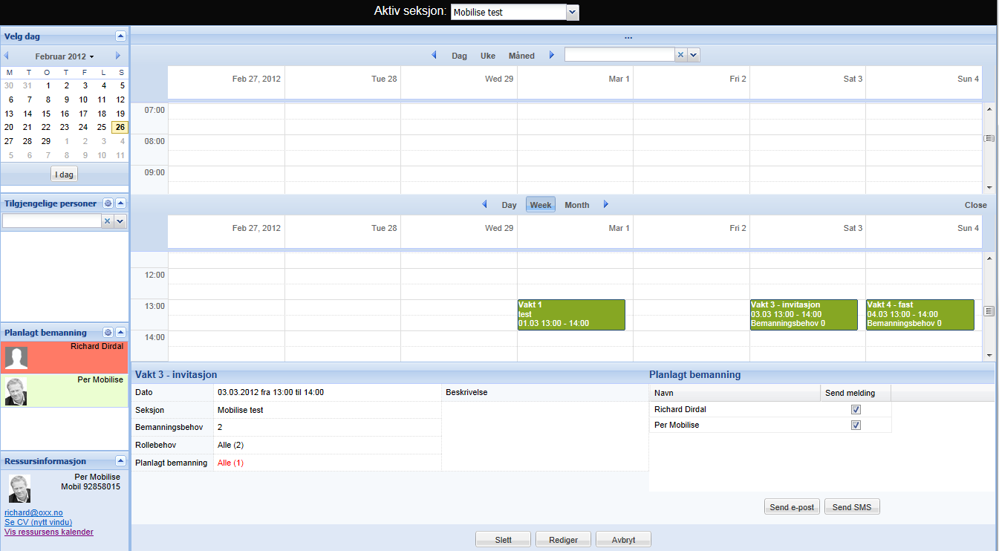 Aktiv seksjon: Mobilise test
Velg dag
Februar 2012
M T O T F L S
30 31 1 2 3 4 5
6 7 8 9 10 11 12
13 14 15 16 17 18 19
20 21 22 23 24 25 26
27 28 29 1 2 3 4
5 6 7 8 9 10 11
I dag
Tilgjengelige personer
Planlagt bemanning
Richard Dirdal
Per Mobilise
Ressursinformasjon
Per Mobilise
Mobil 92858015
richard@oxx.no
Se CV (nytt vindu)
Vis ressursens kalender
...
Dag Uke Måned
Feb 27, 2012 Tue 28 Wed 29 Mar 1 Fri 2 Sat 3 Sun 4
07:00
08:00
09:00
Day Week Month Close
Feb 27, 2012 Tue 28 Wed 29 Mar 1 Fri 2 Sat 3 Sun 4
12:00
13:00
14:00
Vakt 1
test
01.03 13:00 - 14:00
Vakt 3 - invitasjon
03.03 13:00 - 14:00
Bemanningsbehov 0
Vakt 4 - fast
04.03 13:00 - 14:00
Bemanningsbehov 0
Vakt 3 - invitasjon
Dato 03.03.2012 fra 13:00 til 14:00
Seksjon Mobilise test
Bemanningsbehov 2
Rollebehov Alle (2)
Planlagt bemanning Alle (1)
Beskrivelse
Planlagt bemanning
Navn Send melding
Richard Dirdal
Per Mobilise
Send e-post Send SMS
Slett Rediger Avbryt